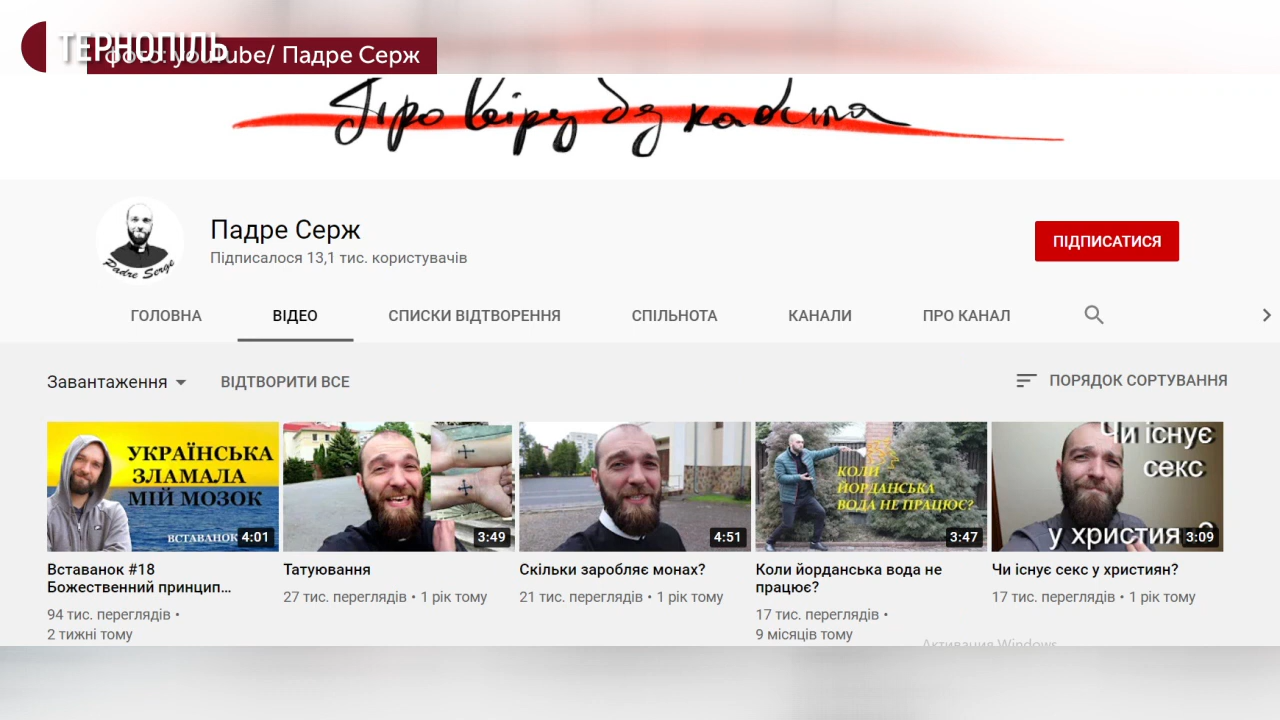 ТЕРНОПІЛЬ
фото: youtube/ Падре Серж
Про віру без кабєта
Падре Серж
Підписалося 13,1 тис. користувачів
ПІДПИСАТИСЯ
Padre Serge
ГОЛОВНА ВІДЕО СПИСКИ ВІДТВОРЕННЯ СПІЛЬНОТА КАНАЛИ ПРО КАНАЛ
Завантаження ВІДТВОРИТИ ВСЕ ПОРЯДОК СОРТУВАННЯ
УКРАЇНСЬКА
ЗЛАМАЛА
МІЙ МОЗОК
ВСТАВАНОК
4:01
3:49
4:51
КОЛИ
ЙОРДАНСЬКА
ВОДА НЕ ПРАЦЮЄ?
3:47
Чи існує
секс
у христия ?
3:09
Вставанок #18
Божественний принцип…
94 тис. переглядів •
2 тижні тому
Татуювання
27 тис. переглядів • 1 рік тому
Скільки заробляє монах?
21 тис. переглядів • 1 рік тому
Коли йорданська вода не
працює?
17 тис. переглядів •
9 місяців тому
Чи існує секс у християн?
17 тис. переглядів • 1 рік тому
Активация Windows